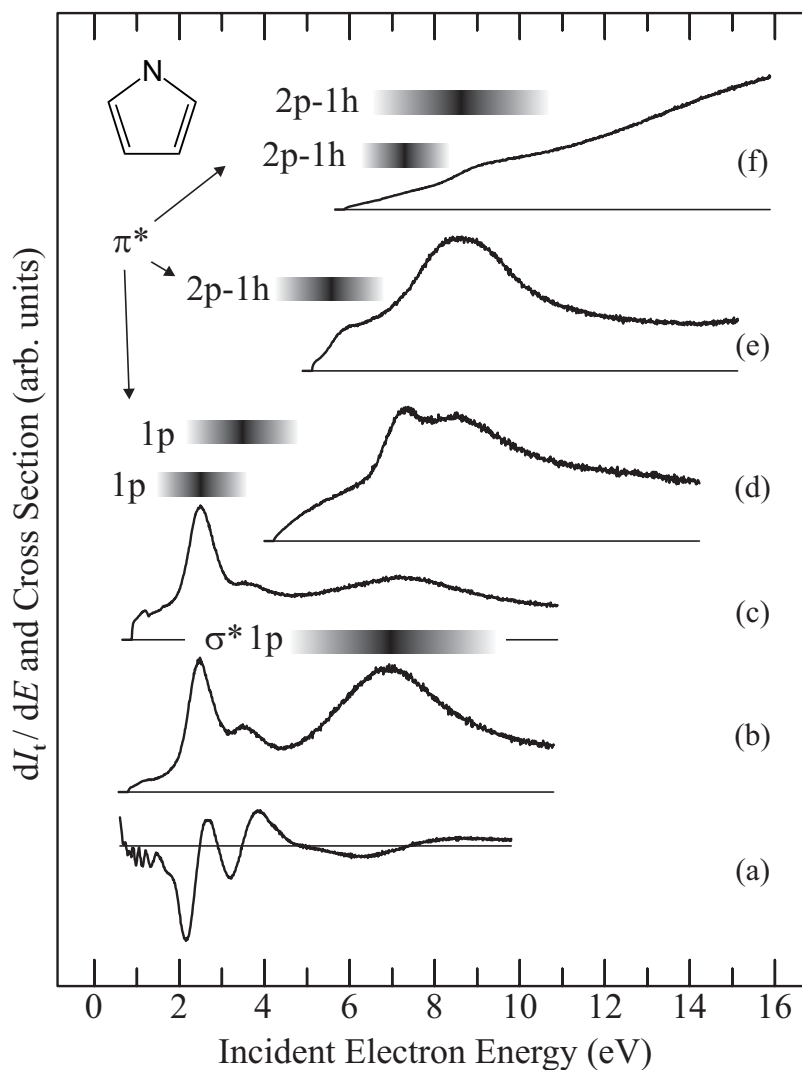 N
2p-1h
2p-1h
(f)
π*
2p-1h
(e)
1p
1p
(d)
(c)
σ* 1p
(b)
(a)
dIt/ dE and Cross Section (arb. units)
0 2 4 6 8 10 12 14 16
Incident Electron Energy (eV)